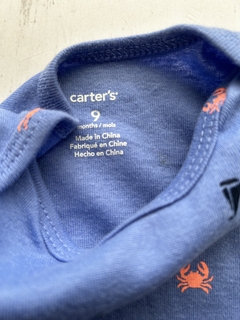 carter's
9
months / mois
Made in China
Fabriqué en Chine
Hecho en China